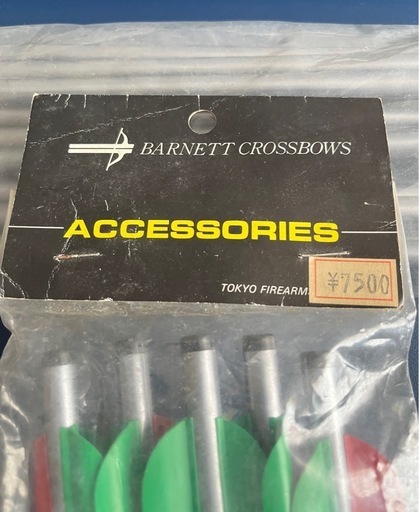 BARNETT CROSSBOWS
ACCESSORIES
TOKYO FIREARM
¥7500